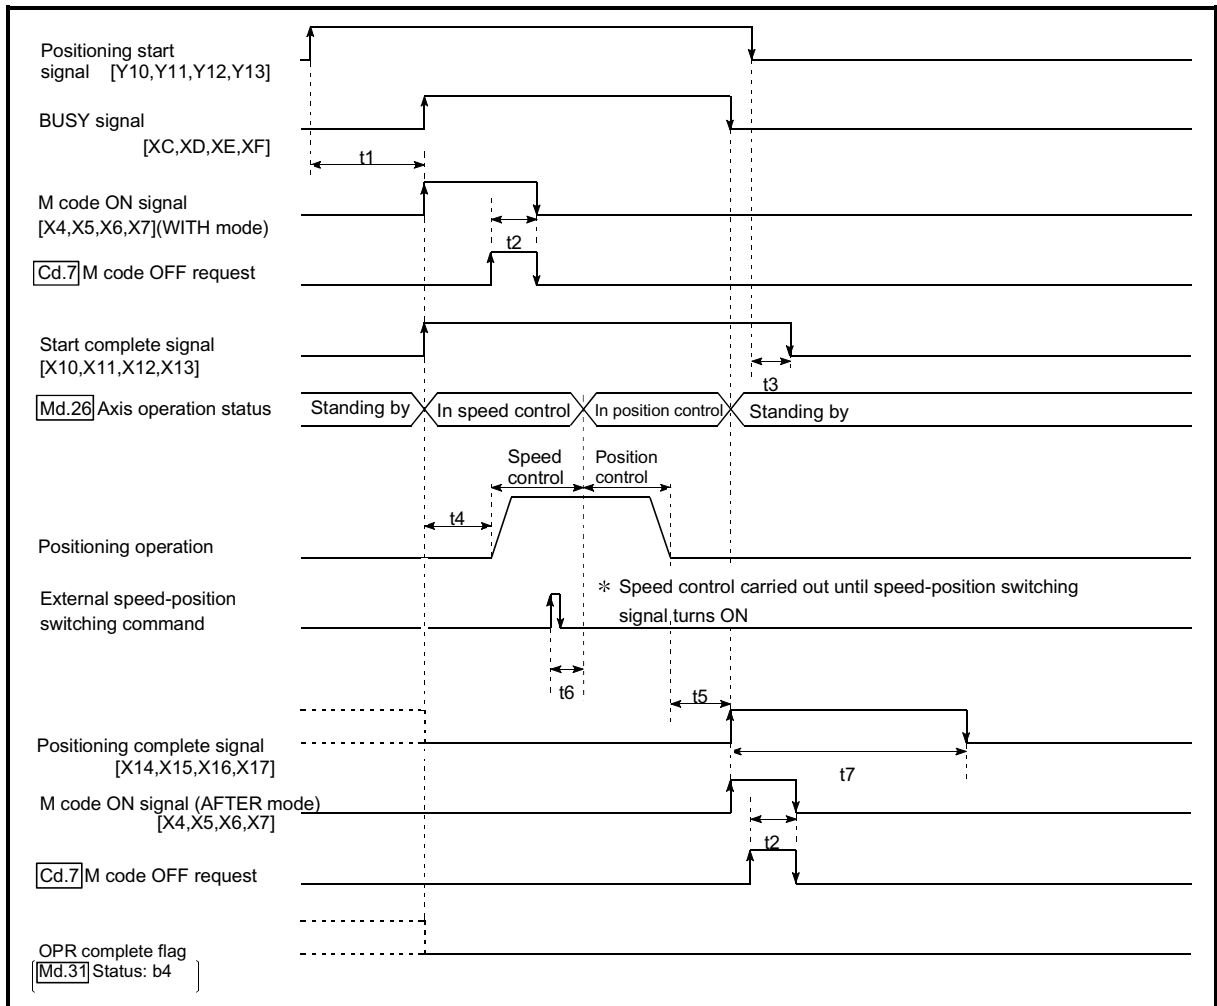 Positioning start
signal [Y10,Y11,Y12,Y13]
BUSY signal
[XC,XD,XE,XF]
t1
M code ON signal
[X4,X5,X6,X7](WITH mode)
t2
Cd.7 M code OFF request
Start complete signal
[X10,X11,X12,X13]
t3
Md.26 Axis operation status
Standing by
In speed control
In position control
Standing by
Speed
control
Position
control
t4
Positioning operation
External speed-position
switching command
* Speed control carried out until speed-position switching
signal turns ON
t6
t5
Positioning complete signal
[X14,X15,X16,X17]
t7
M code ON signal (AFTER mode)
[X4,X5,X6,X7]
t2
Cd.7 M code OFF request
OPR complete flag
Md.31 Status: b4